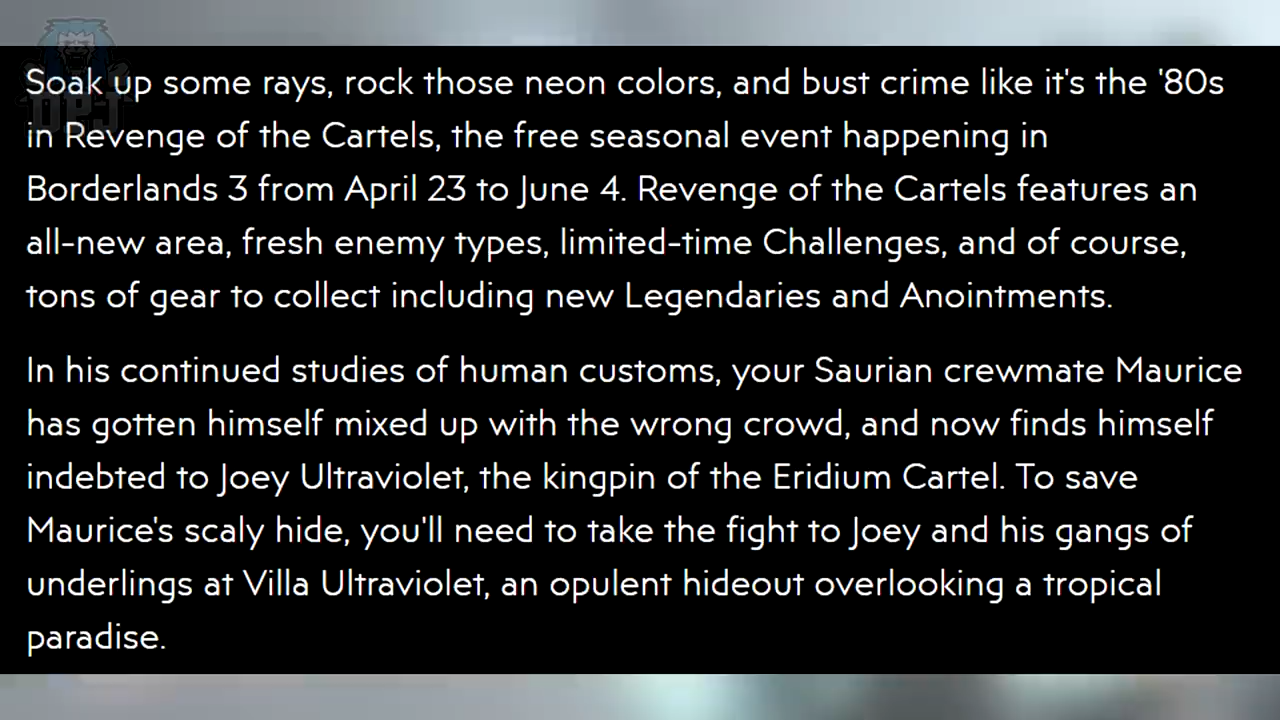 Soak up some rays, rock those neon colors, and bust crime like it's the '80s
in Revenge of the Cartels, the free seasonal event happening in
Borderlands 3 from April 23 to June 4. Revenge of the Cartels features an
all-new area, fresh enemy types, limited-time Challenges, and of course,
tons of gear to collect including new Legendaries and Anointments.
In his continued studies of human customs, your Saurian crewmate Maurice
has gotten himself mixed up with the wrong crowd, and now finds himself
indebted to Joey Ultraviolet, the kingpin of the Eridium Cartel. To save
Maurice's scaly hide, you'll need to take the fight to Joey and his gangs of
underlings at Villa Ultraviolet, an opulent hideout overlooking a tropical
paradise.
DPJ